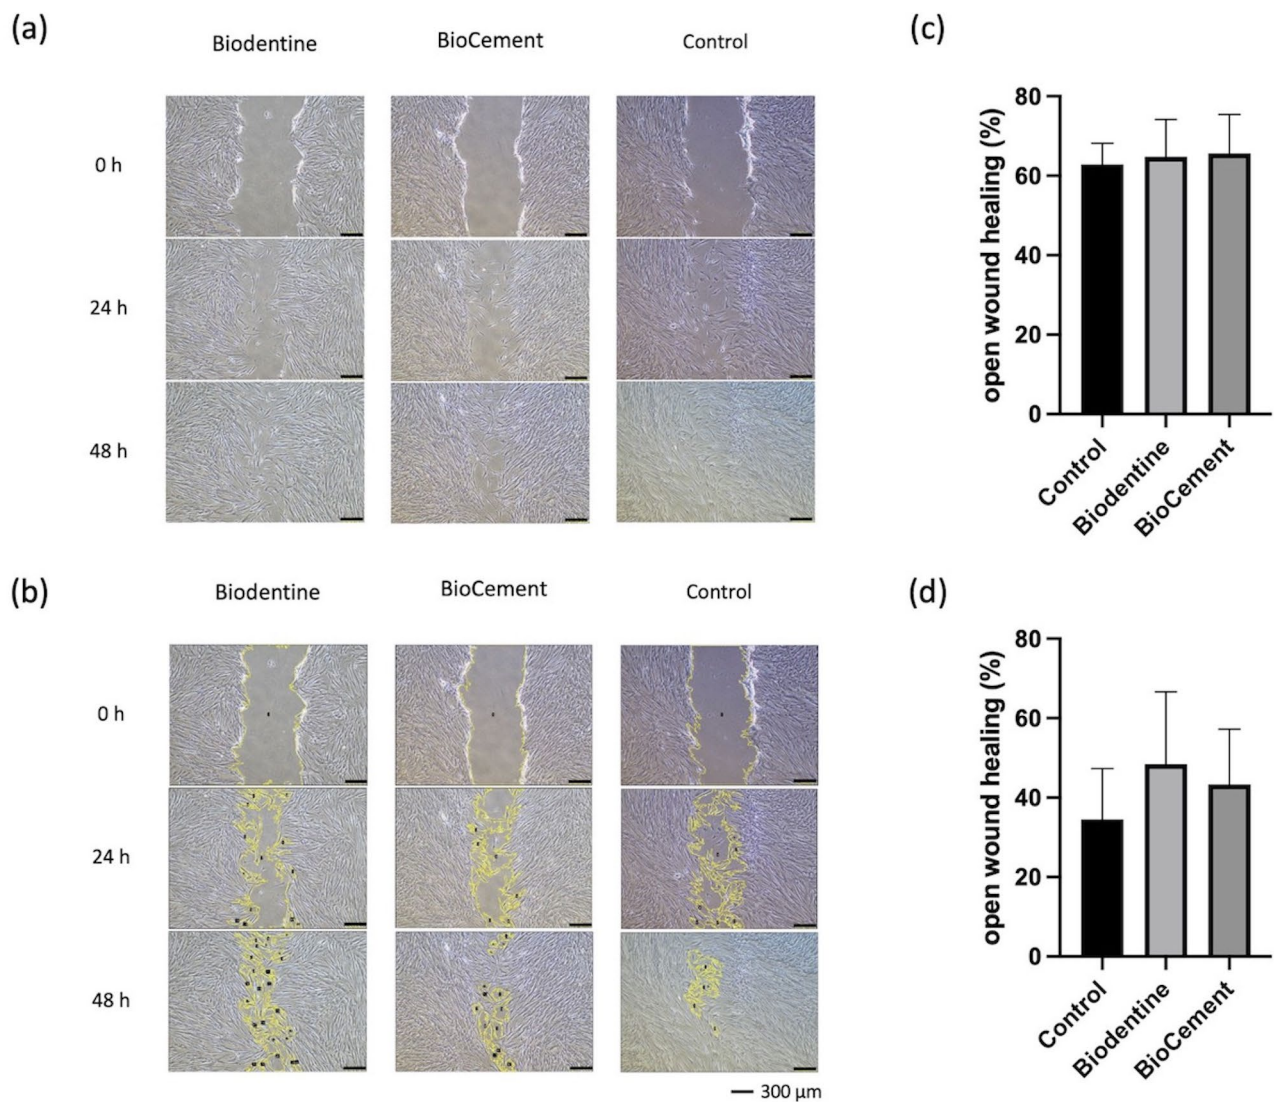 (a)
Biodentine
BioCement
Control
0 h
24 h
48 h
(b)
Biodentine
BioCement
Control
0 h
24 h
48 h
300 µm
(c)
open wound healing (%)
80
60
40
20
0
Control
Biodentine
BioCement
(d)
open wound healing (%)
80
60
40
20
0
Control
Biodentine
BioCement